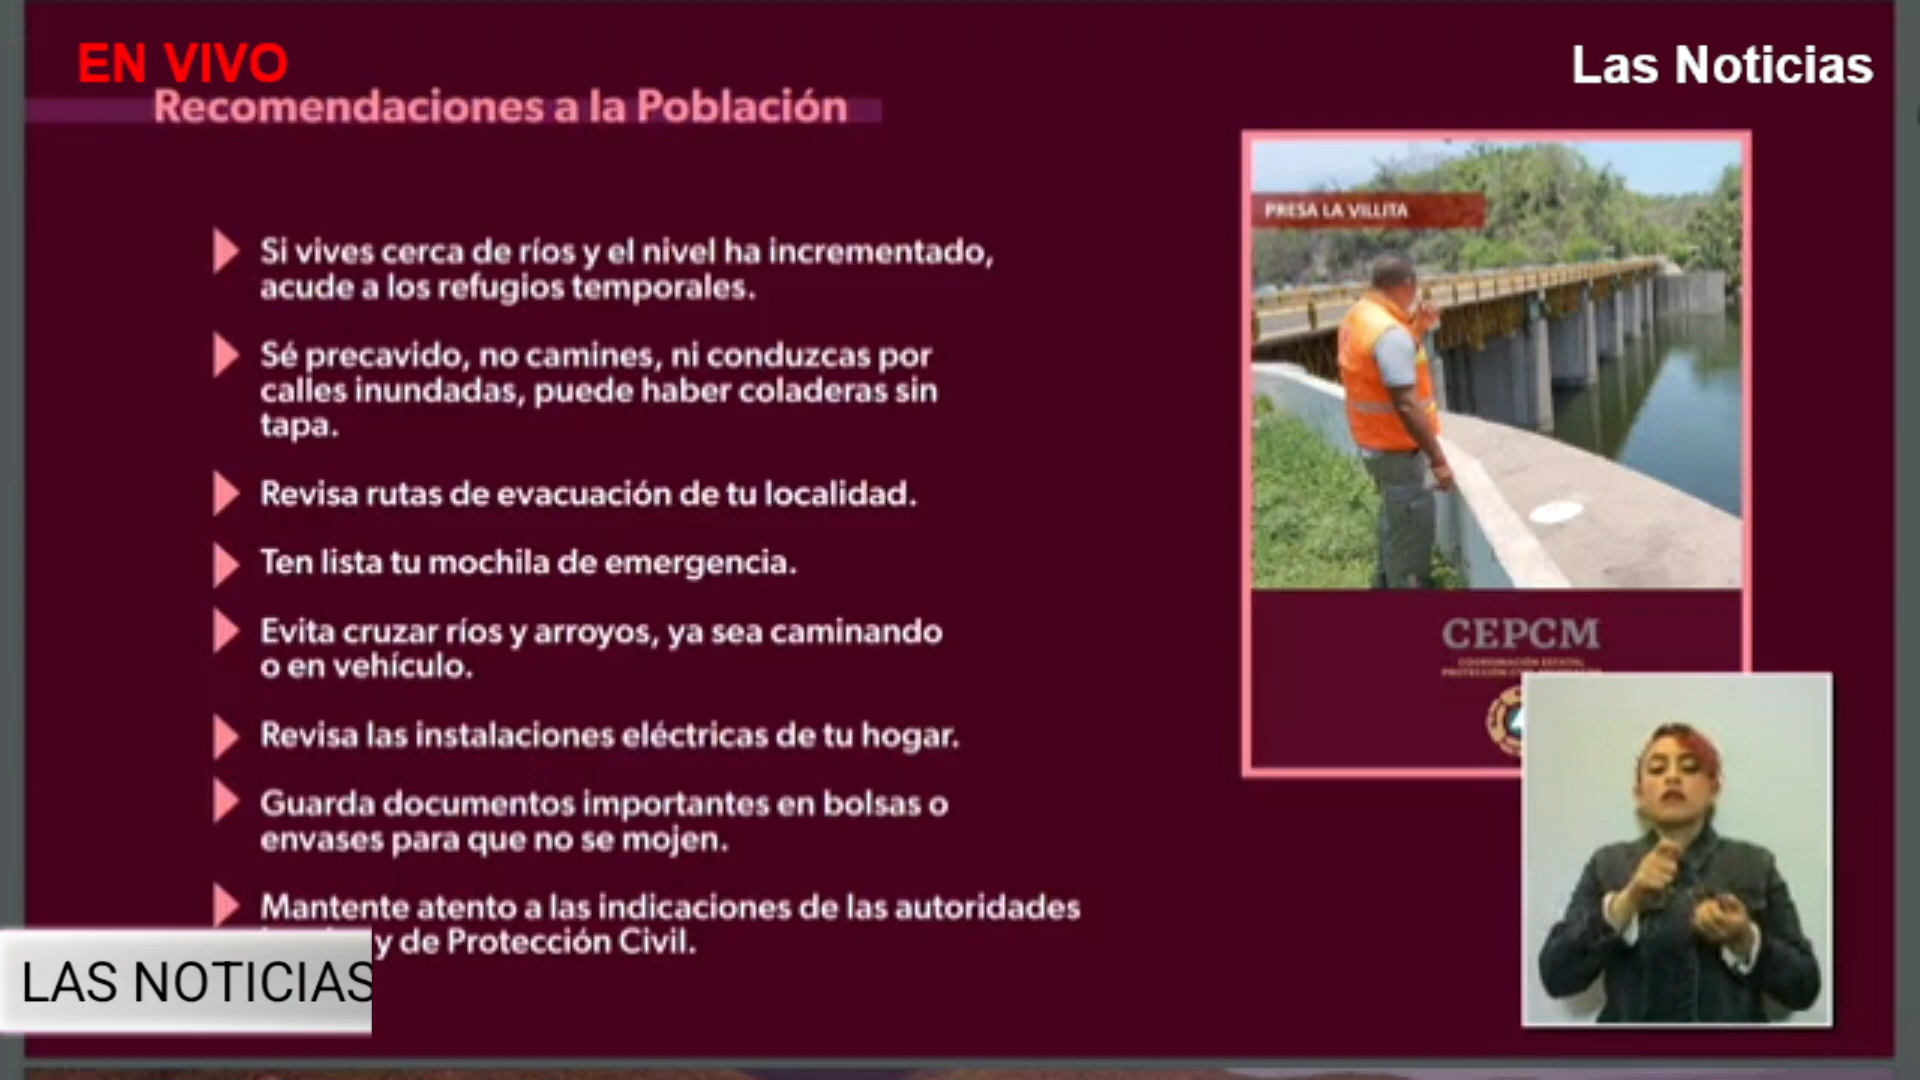 EN VIVO
Las Noticias
Recomendaciones a la Población
Si vives cerca de ríos y el nivel ha incrementado,
acude a los refugios temporales.
Sé precavido, no camines, ni conduzcas por
calles inundadas, puede haber coladeras sin
tapa.
Revisa rutas de evacuación de tu localidad.
Ten lista tu mochila de emergencia.
Evita cruzar ríos y arroyos, ya sea caminando
o en vehículo.
Revisa las instalaciones eléctricas de tu hogar.
Guarda documentos importantes en bolsas o
envases para que no se mojen.
Mantente atento a las indicaciones de las autoridades
y de Protección Civil.
PRESA LA VILLITA
CEPCM
COORDINACIÓN ESTATAL
LAS NOTICIAS